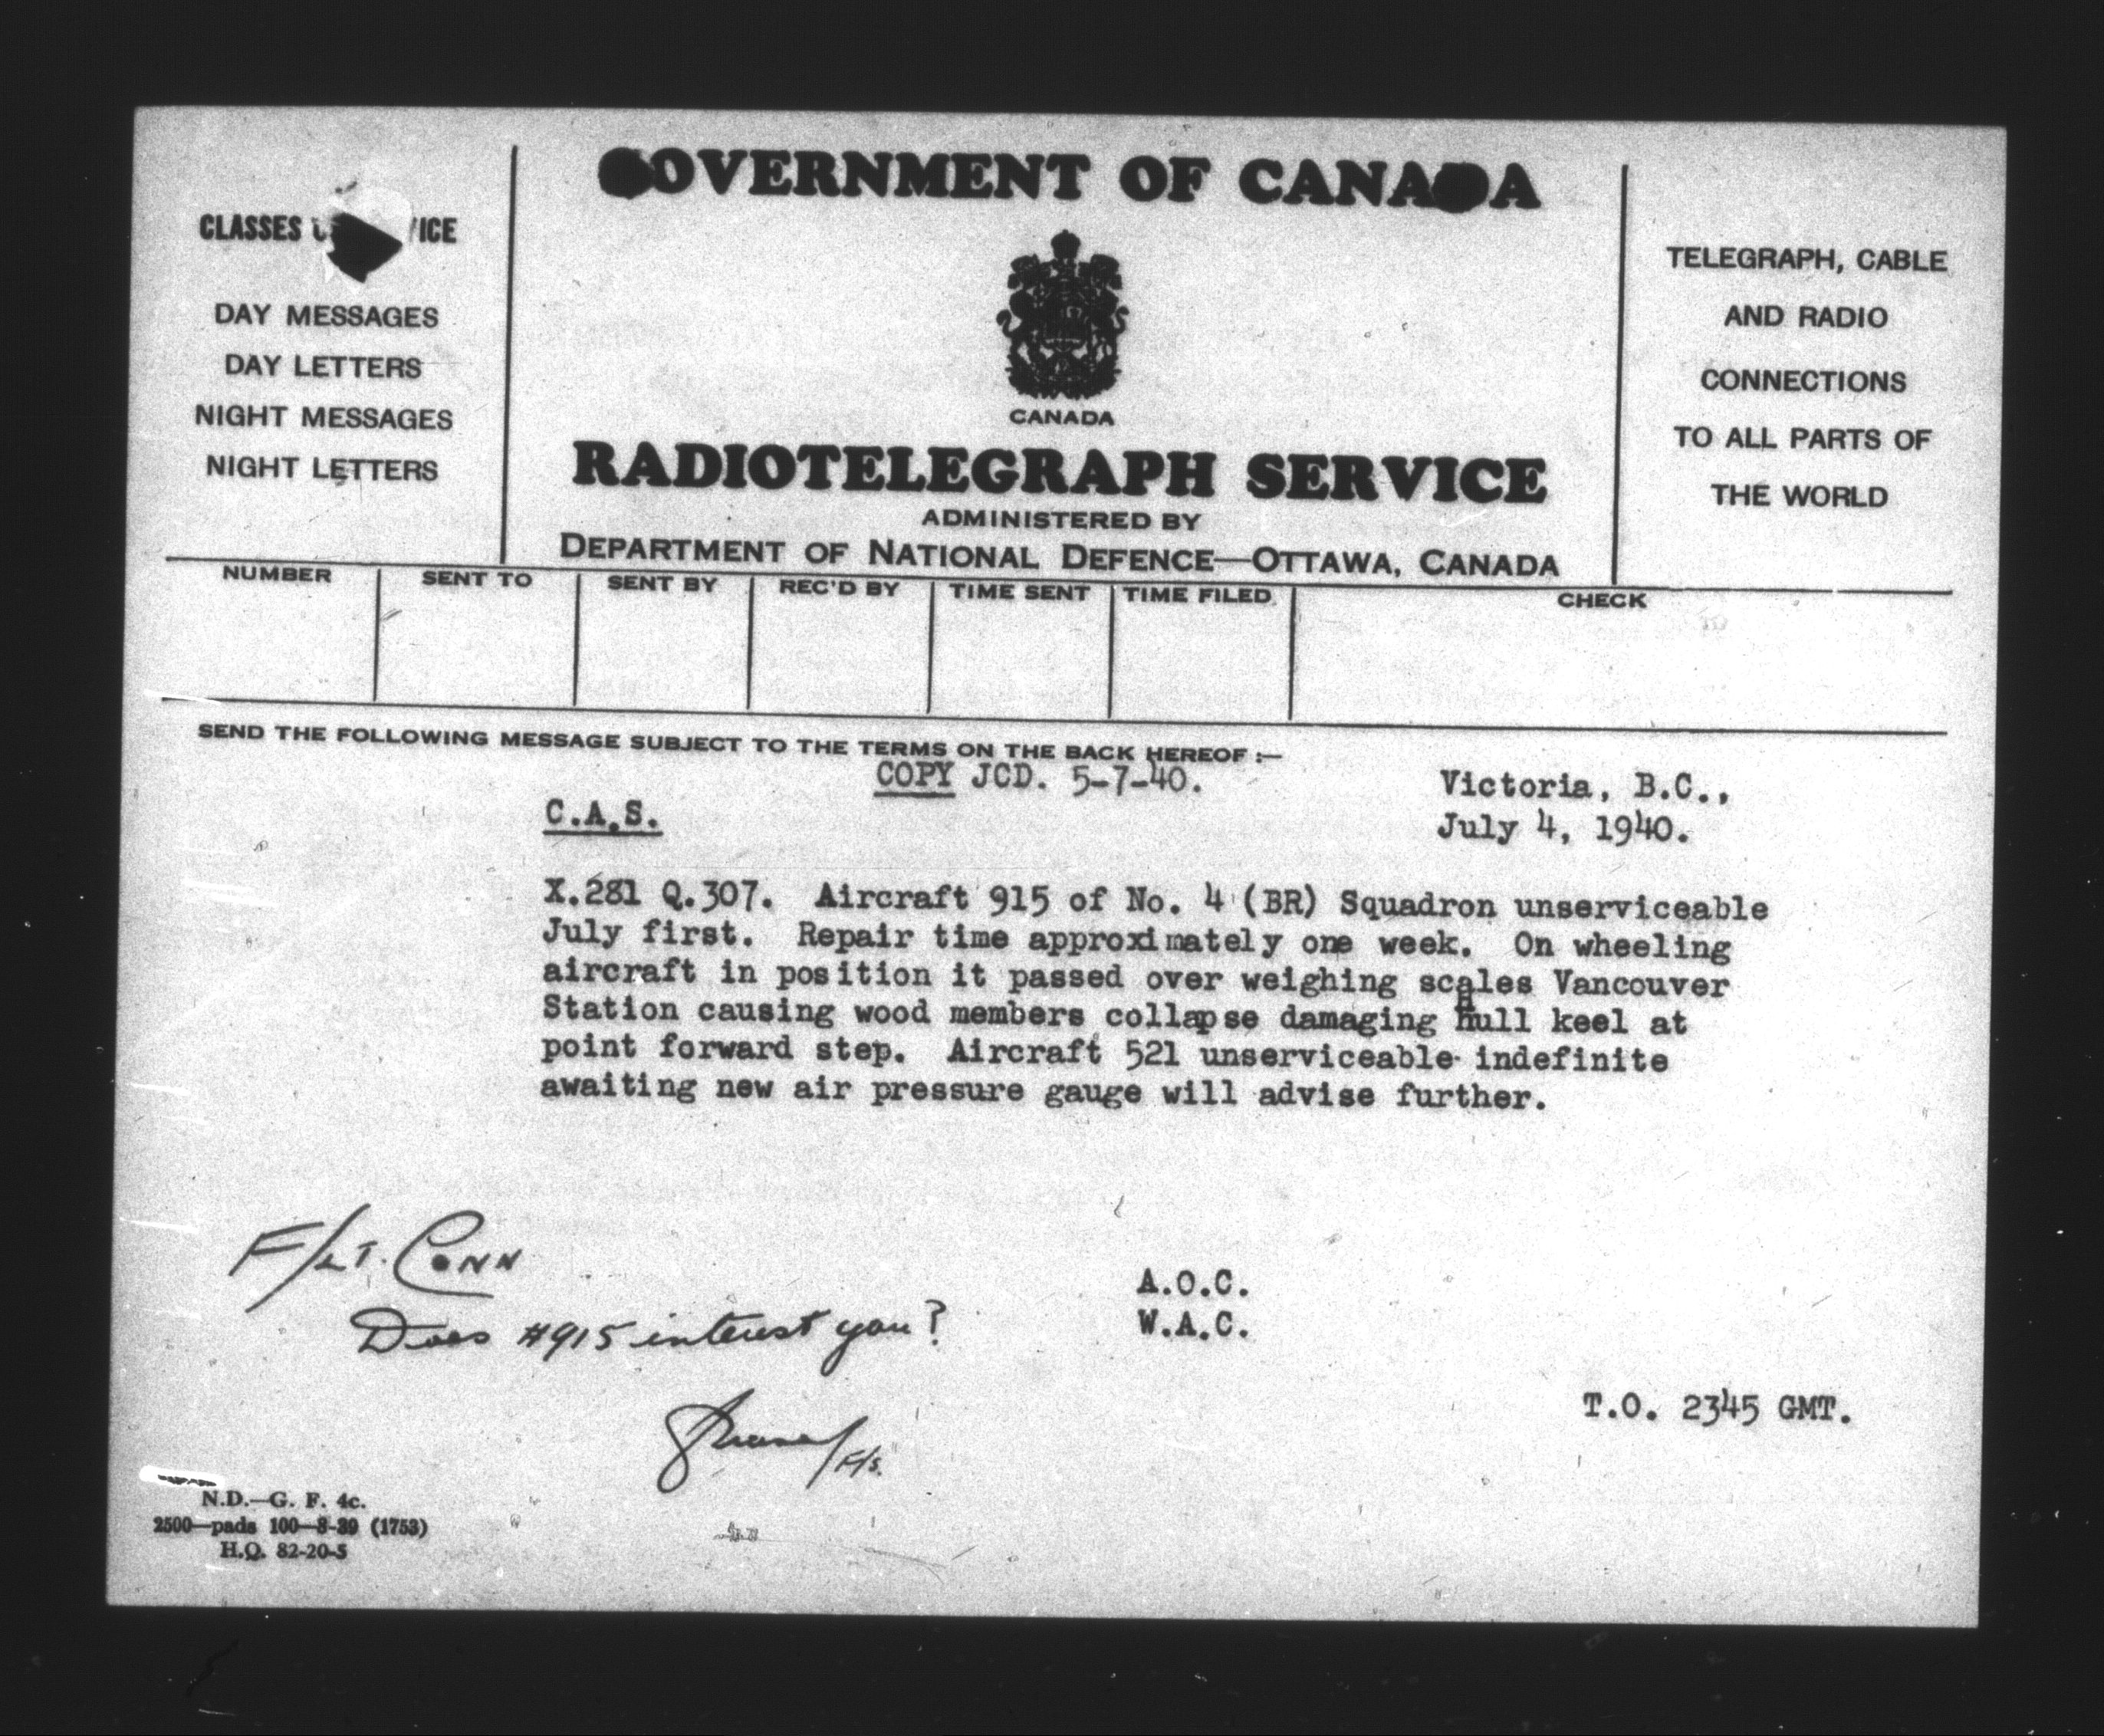 GOVERNMENT OF CANADA
CLASSES ICE
DAY MESSAGES
DAY LETTERS
NIGHT MESSAGES
NIGHT LETTERS
CANADA
RADIOTELEGRAPH SERVICE
ADMINISTERED BY
DEPARTMENT OF NATIONAL DEFENCE—OTTAWA, CANADA
TELEGRAPH, CABLE
AND RADIO
CONNECTIONS
TO ALL PARTS OF
THE WORLD
NUMBER SENT TO SENT BY REC'D BY TIME SENT TIME FILED. CHECK
SEND THE FOLLOWING MESSAGE SUBJECT TO THE TERMS ON THE BACK HEREOF :—
COPY JCD. 5-7-40.
Victoria, B.C.,
C.A.S.
July 4, 1940.
X.281 Q.307. Aircraft 915 of No. 4 (BR) Squadron unserviceable
July first. Repair time approximately one week. On wheeling
aircraft in position it passed over weighing scales Vancouver
Station causing wood members collapse damaging hull keel at
point forward step. Aircraft 521 unserviceable indefinite
awaiting new air pressure gauge will advise further.
F/LT. CONN
Does #915 interest you?
A.O.C.
W.A.C.
F/s.
T.O. 2345 GMT.
N.D.—G. F. 4c.
2500—pads 100—8-39 (1753)
H.Q. 82-20-5